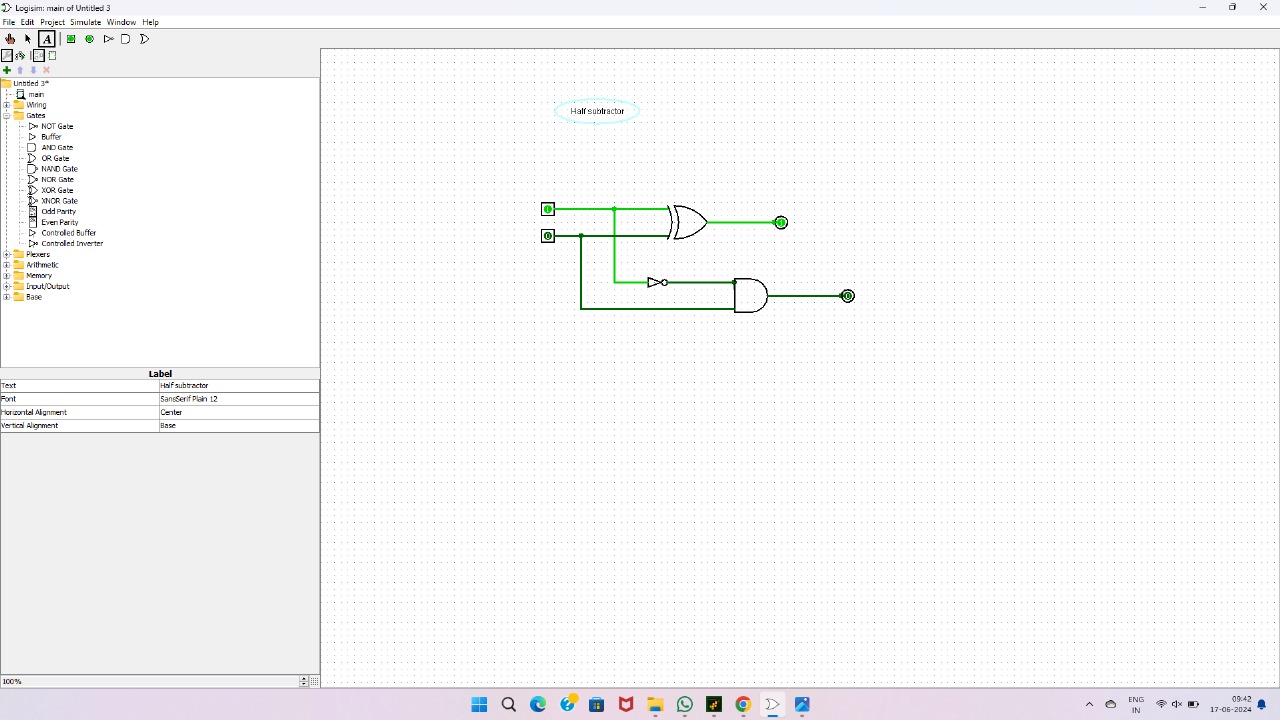 Logisim: main of Untitled 3
File Edit Project Simulate Window Help
A
Untitled 3*
main
Wiring
Gates
NOT Gate
Buffer
AND Gate
OR Gate
NAND Gate
NOR Gate
XOR Gate
XNOR Gate
Odd Parity
Even Parity
Controlled Buffer
Controlled Inverter
Plexers
Arithmetic
Memory
Input/Output
Base
Label
Text Half subtractor
Font SansSerif Plain 12
Horizontal Alignment Center
Vertical Alignment Base
100%
Half subtractor
1
1
0
0
ENG
IN
09:42
17-06-2024